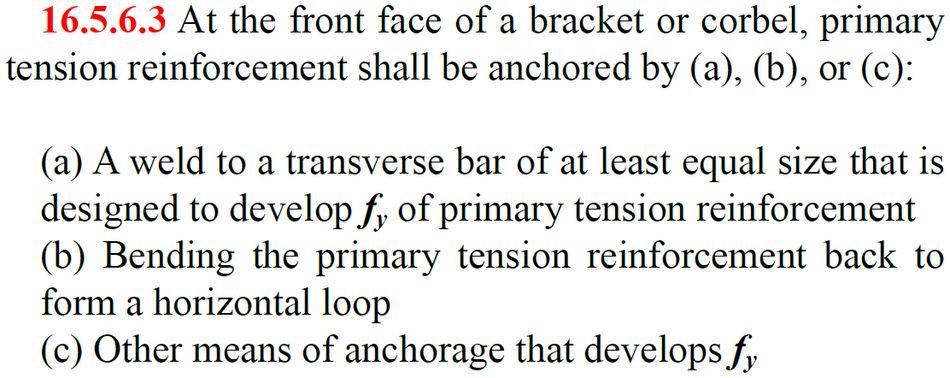 16.5.6.3 At the front face of a bracket or corbel, primary
tension reinforcement shall be anchored by (a), (b), or (c):
(a) A weld to a transverse bar of at least equal size that is
designed to develop fy of primary tension reinforcement
(b) Bending the primary tension reinforcement back to
form a horizontal loop
(c) Other means of anchorage that develops fy